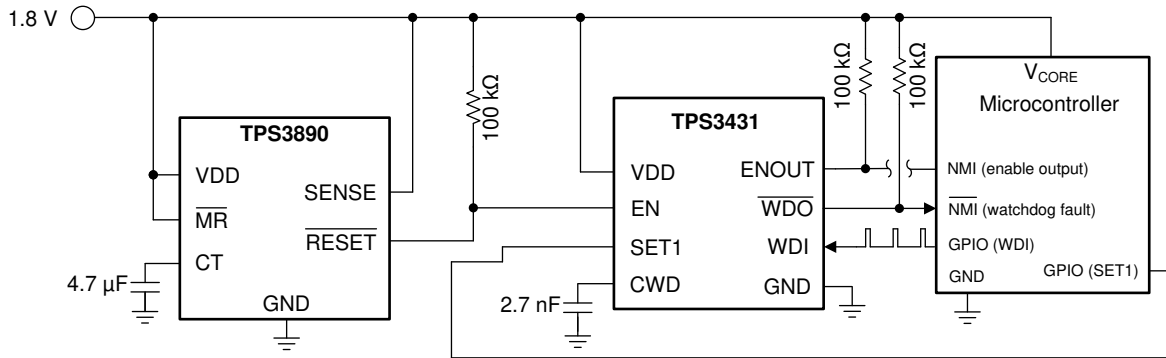 1.8 V
100 kΩ
100 kΩ
100 kΩ
TPS3890
VDD
SENSE
MR
RESET
CT
GND
4.7 µF
TPS3431
VDD
ENOUT
EN
WDO
SET1
WDI
CWD
GND
2.7 nF
VCORE
Microcontroller
NMI (enable output)
NMI (watchdog fault)
GPIO (WDI)
GND
GPIO (SET1)